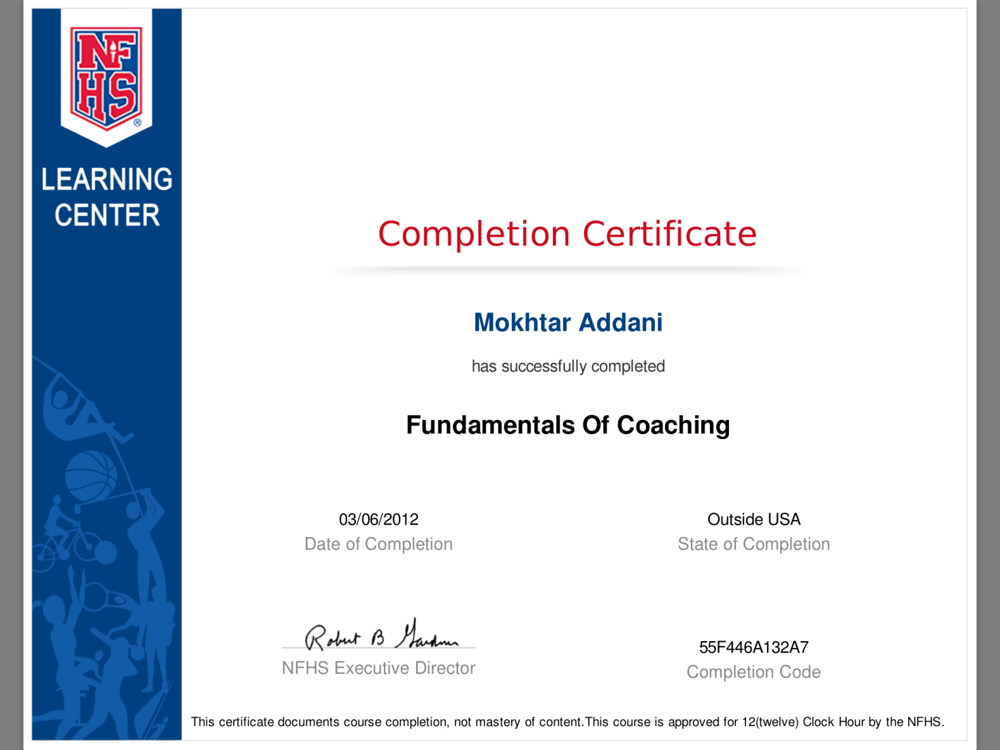 NFHS
®
LEARNING
CENTER
Completion Certificate
Mokhtar Addani
has successfully completed
Fundamentals Of Coaching
03/06/2012
Date of Completion
Outside USA
State of Completion
Robert B Gardner
NFHS Executive Director
55F446A132A7
Completion Code
This certificate documents course completion, not mastery of content.This course is approved for 12(twelve) Clock Hour by the NFHS.